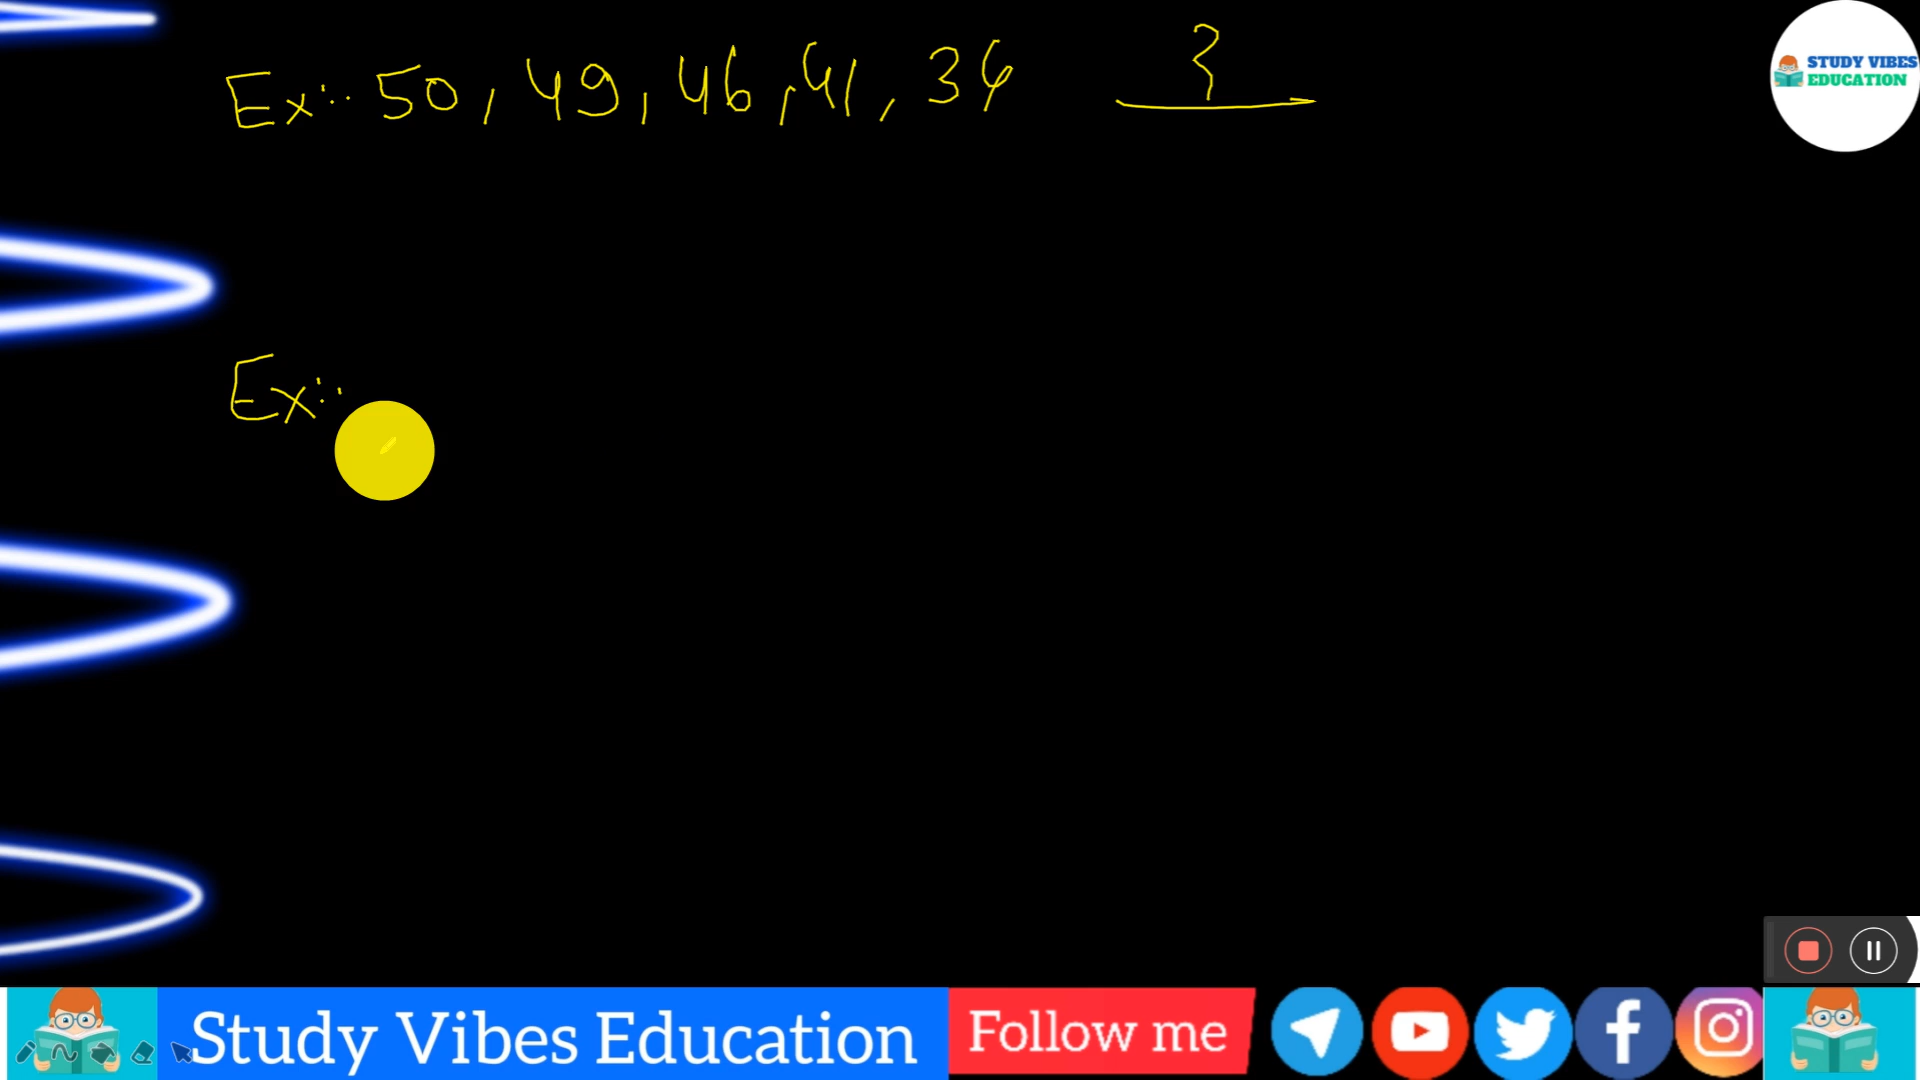 Ex:. 50, 49, 46, 41, 34 ?
STUDY VIBES
EDUCATION
Ex:.
Study Vibes Education
Follow me